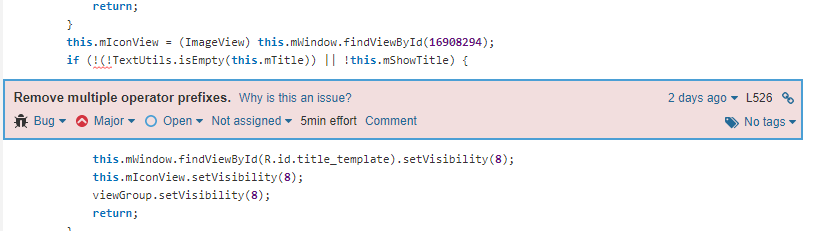 return;
}
this.mIconView = (ImageView) this.mWindow.findViewById(16908294);
if (!(!TextUtils.isEmpty(this.mTitle)) || !this.mShowTitle) {
Remove multiple operator prefixes. Why is this an issue? 2 days ago L526
Bug Major Open Not assigned 5min effort Comment No tags
this.mWindow.findViewById(R.id.title_template).setVisibility(8);
this.mIconView.setVisibility(8);
viewGroup.setVisibility(8);
return;
}